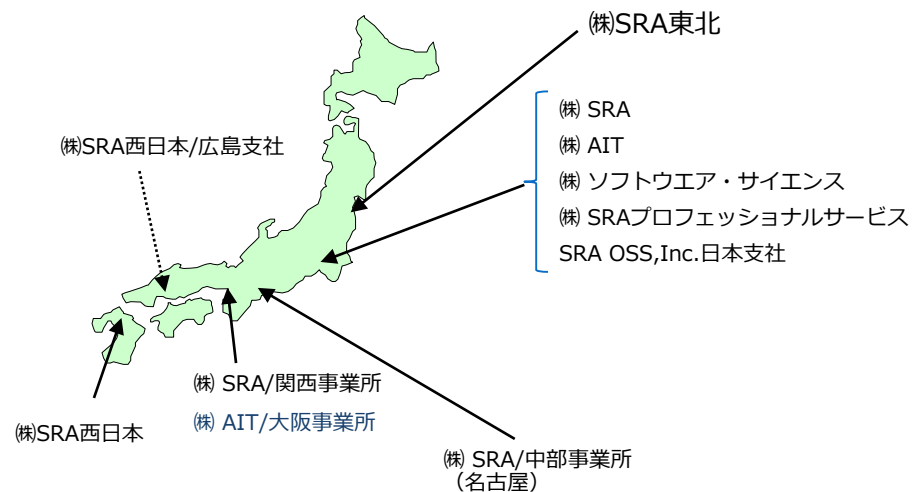 ㈱SRA東北
㈱ SRA
㈱ AIT
㈱ ソフトウエア・サイエンス
㈱ SRAプロフェッショナルサービス
SRA OSS,Inc.日本支社
㈱SRA西日本/広島支社
㈱ SRA/関西事業所
㈱ AIT/大阪事業所
㈱SRA西日本
㈱ SRA/中部事業所
（名古屋）